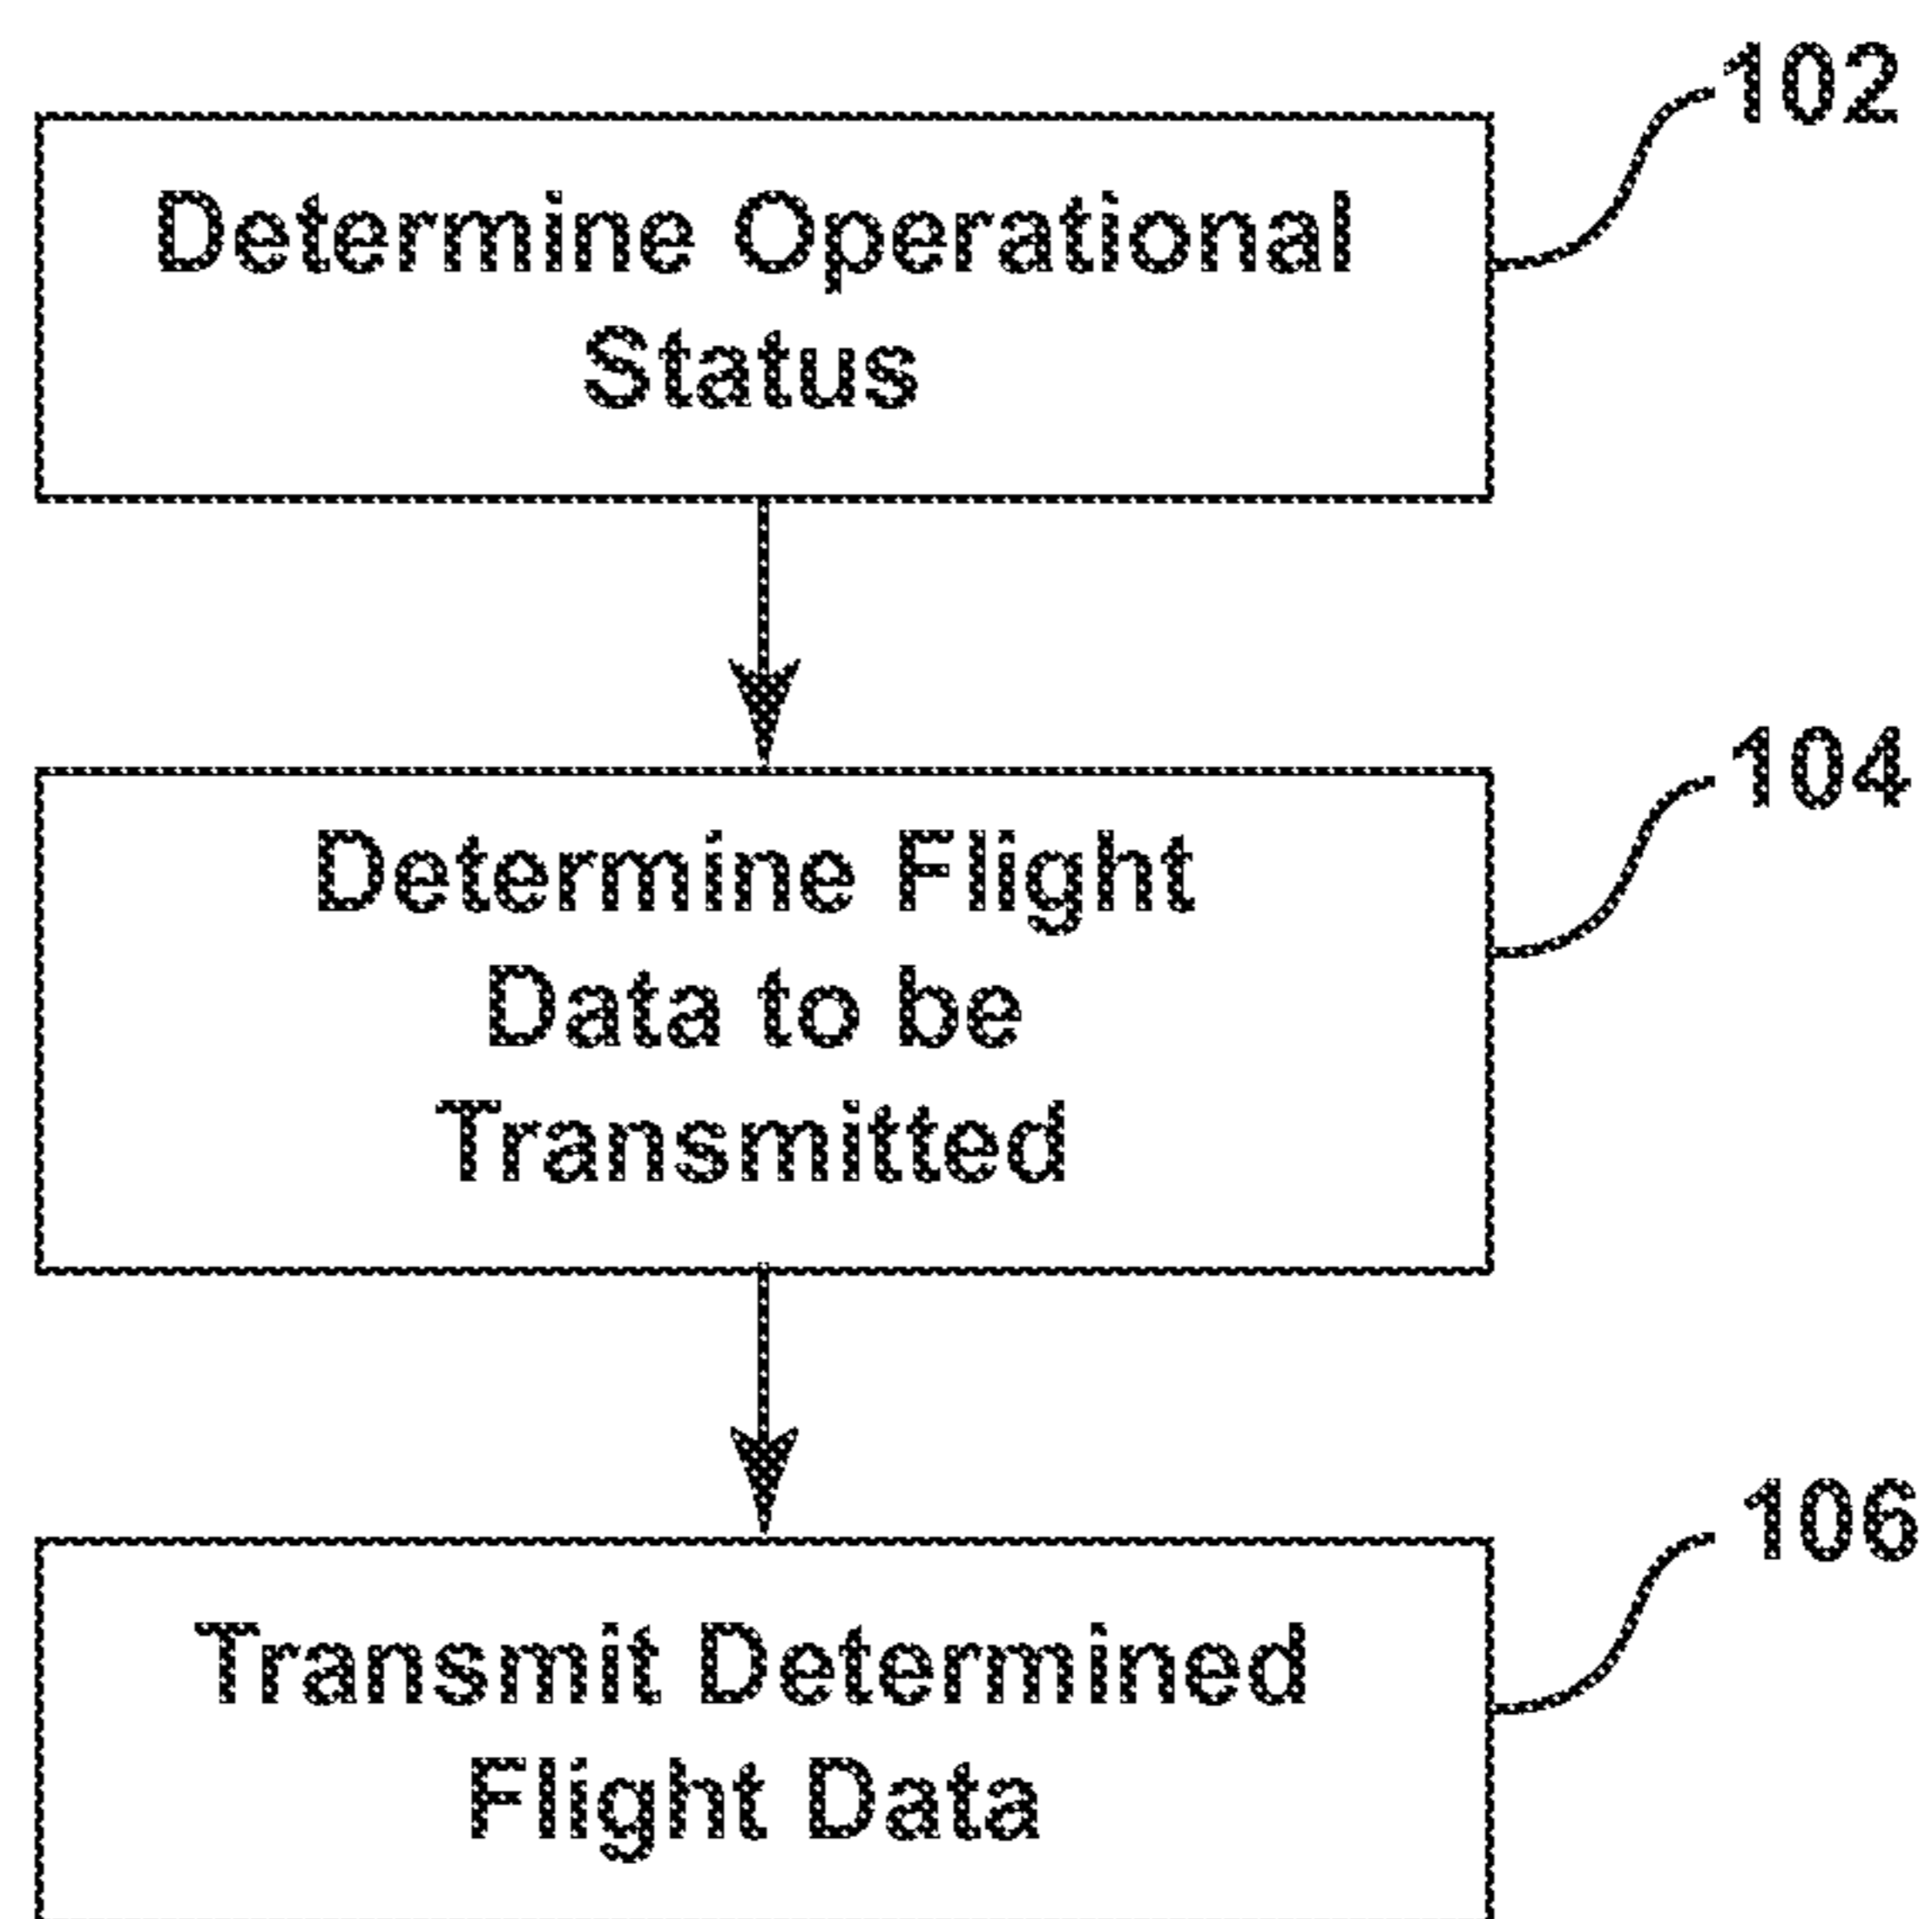 102
Determine Operational
Status
104
Determine Flight
Data to be
Transmitted
106
Transmit Determined
Flight Data